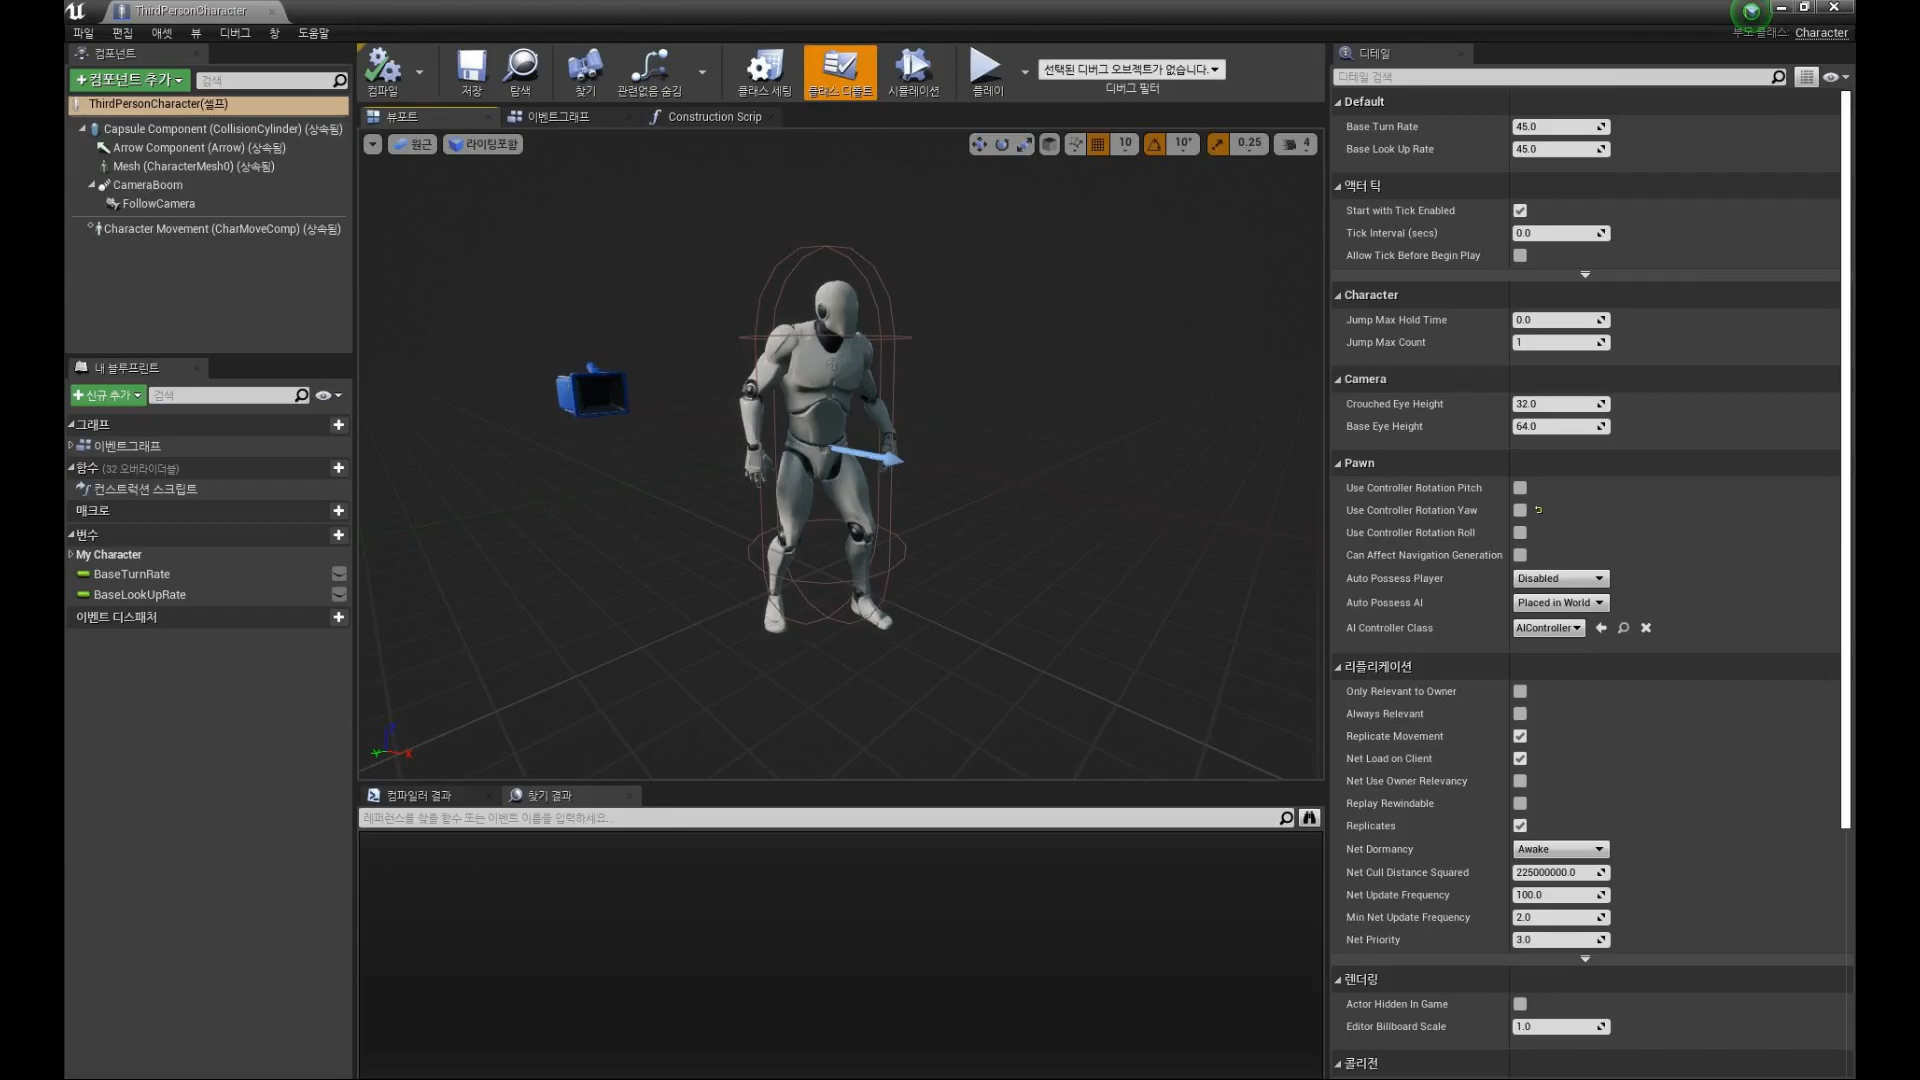 ThirdPersonCharacter
파일 편집 애셋 뷰 디버그 창 도움말
부모 클래스: Character
컴포넌트
+컴포넌트 추가
검색
ThirdPersonCharacter(셀프)
Capsule Component (CollisionCylinder) (상속됨)
Arrow Component (Arrow) (상속됨)
Mesh (CharacterMesh0) (상속됨)
CameraBoom
FollowCamera
Character Movement (CharMoveComp) (상속됨)
내 블루프린트
+신규 추가
검색
그래프
이벤트그래프
함수 (32 오버라이더블)
컨스트럭션 스크립트
매크로
변수
My Character
BaseTurnRate
BaseLookUpRate
이벤트 디스패처
컴파일
저장
탐색
찾기
관련없음 숨김
클래스 세팅
클래스 디폴트
시뮬레이션
플레이
선택된 디버그 오브젝트가 없습니다.
디버그 필터
뷰포트
이벤트그래프
Construction Scrip
원근
라이팅포함
10
10°
0.25
4
컴파일러 결과
찾기 결과
레퍼런스를 찾을 함수 또는 이벤트 이름을 입력하세요...
디테일
디테일 검색
Default
Base Turn Rate 45.0
Base Look Up Rate 45.0
액터 틱
Start with Tick Enabled
Tick Interval (secs) 0.0
Allow Tick Before Begin Play
Character
Jump Max Hold Time 0.0
Jump Max Count 1
Camera
Crouched Eye Height 32.0
Base Eye Height 64.0
Pawn
Use Controller Rotation Pitch
Use Controller Rotation Yaw
Use Controller Rotation Roll
Can Affect Navigation Generation
Auto Possess Player Disabled
Auto Possess AI Placed in World
AI Controller Class AIController
리플리케이션
Only Relevant to Owner
Always Relevant
Replicate Movement
Net Load on Client
Net Use Owner Relevancy
Replay Rewindable
Replicates
Net Dormancy Awake
Net Cull Distance Squared 225000000.0
Net Update Frequency 100.0
Min Net Update Frequency 2.0
Net Priority 3.0
렌더링
Actor Hidden In Game
Editor Billboard Scale 1.0
콜리전